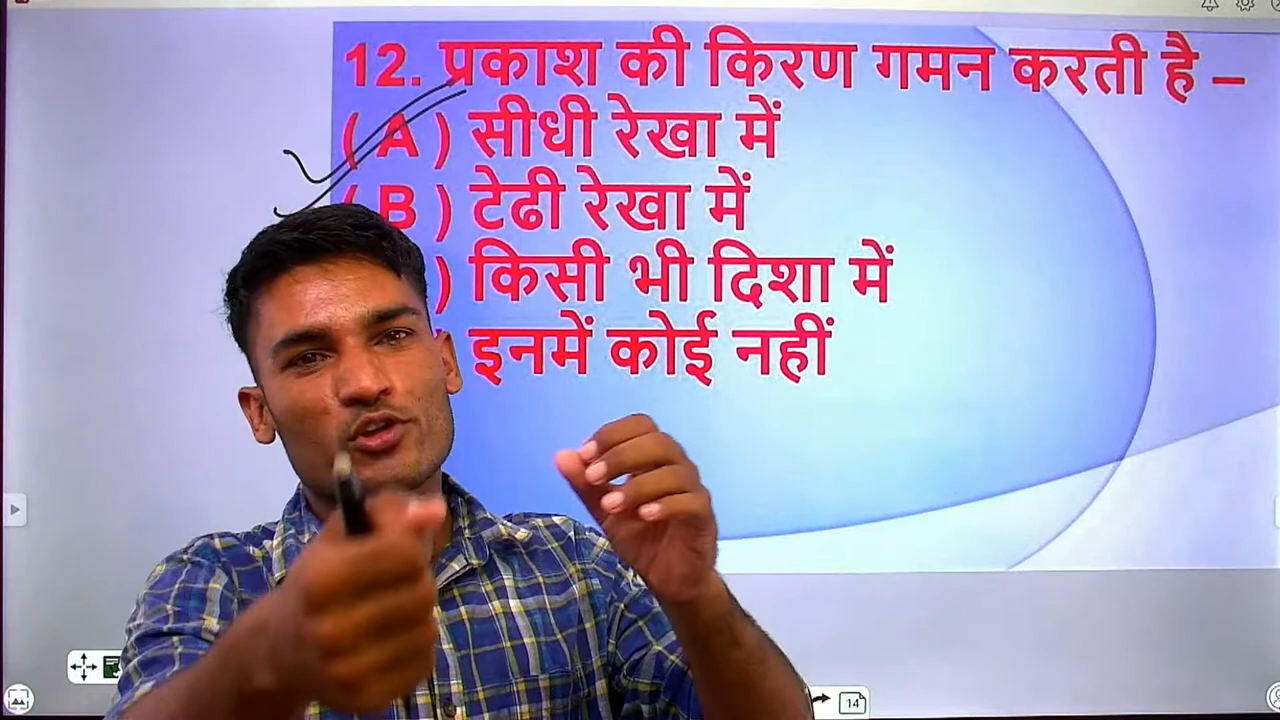 12. प्रकाश की किरण गमन करती है –
( A ) सीधी रेखा में
( B ) टेढी रेखा में
) किसी भी दिशा में
इनमें कोई नहीं
14